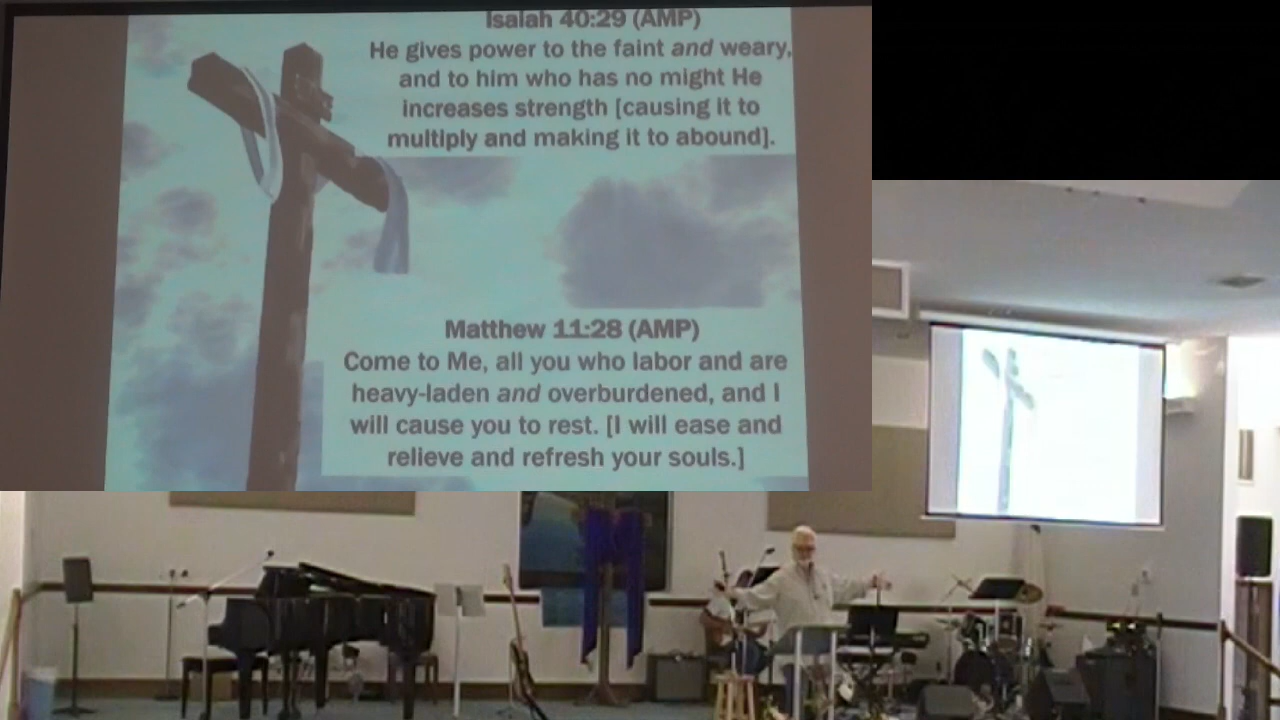 Isaiah 40:29 (AMP)
He gives power to the faint and weary,
and to him who has no might He
increases strength [causing it to
multiply and making it to abound].
Matthew 11:28 (AMP)
Come to Me, all you who labor and are
heavy-laden and overburdened, and I
will cause you to rest. [I will ease and
relieve and refresh your souls.]